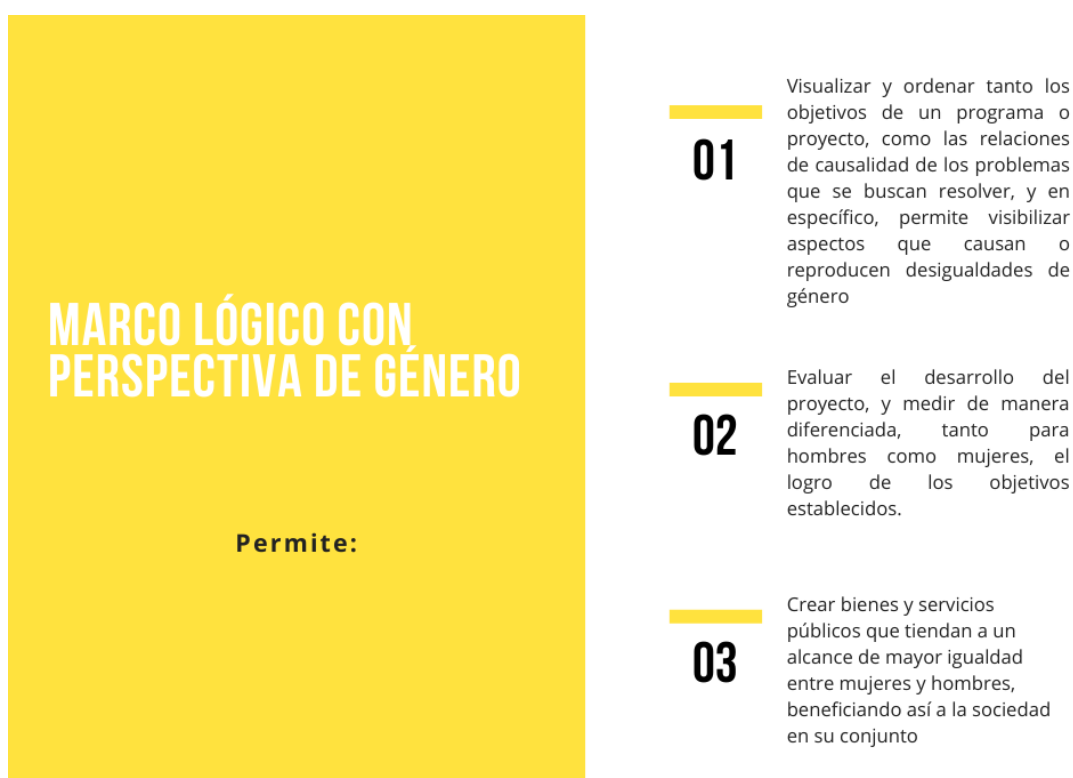 MARCO LÓGICO CON
PERSPECTIVA DE GÉNERO
Permite:
01
Visualizar y ordenar tanto los
objetivos de un programa o
proyecto, como las relaciones
de causalidad de los problemas
que se buscan resolver, y en
específico, permite visibilizar
aspectos que causan o
reproducen desigualdades de
género
02
Evaluar el desarrollo del
proyecto, y medir de manera
diferenciada, tanto para
hombres como mujeres, el
logro de los objetivos
establecidos.
03
Crear bienes y servicios
públicos que tiendan a un
alcance de mayor igualdad
entre mujeres y hombres,
beneficiando así a la sociedad
en su conjunto